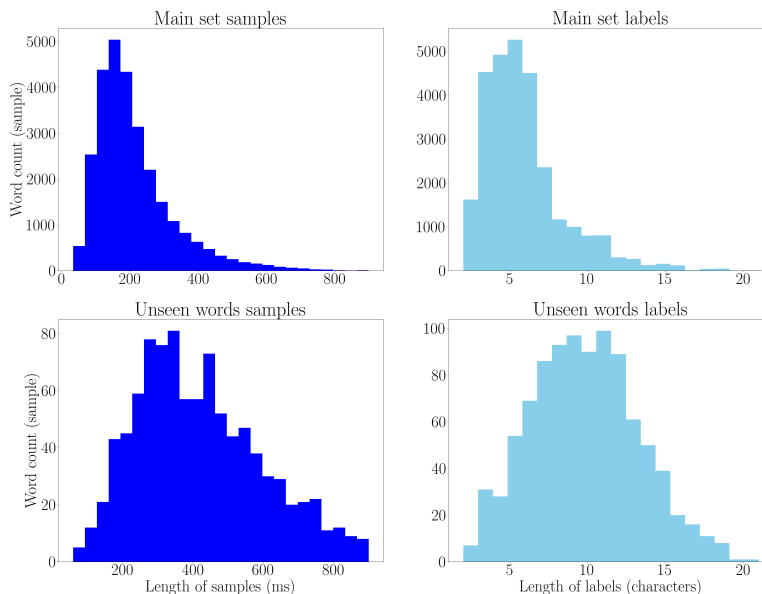 Main set samples
Main set labels
Word count (sample)
5000
4000
3000
2000
1000
0
0 200 400 600 800
5000
4000
3000
2000
1000
0
5 10 15 20
Unseen words samples
Unseen words labels
Word count (sample)
80
60
40
20
0
200 400 600 800
Length of samples (ms)
100
80
60
40
20
0
5 10 15 20
Length of labels (characters)